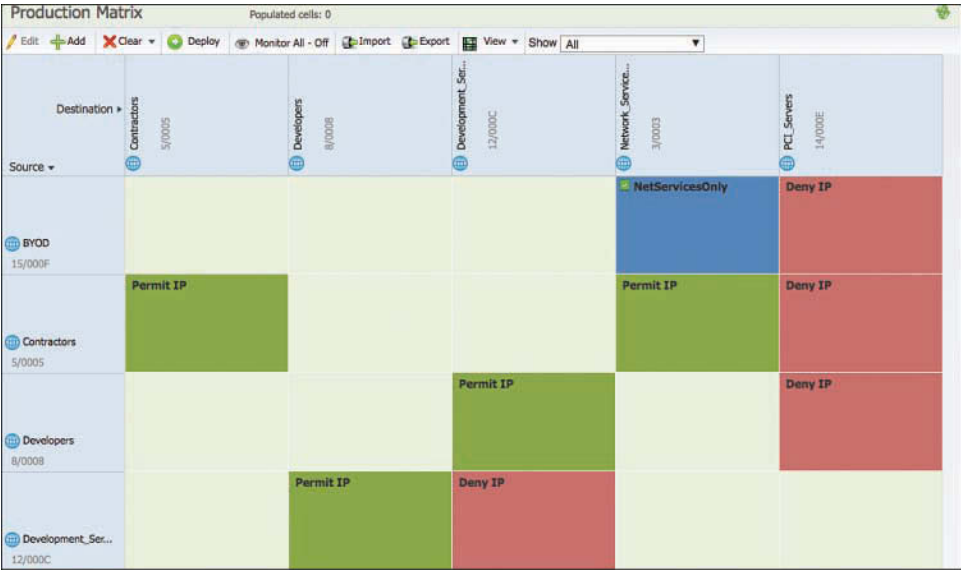 Production Matrix Populated cells: 0
Edit Add Clear Deploy Monitor All - Off Import Export View Show All
Destination
Source
Contractors
5/0005
Developers
8/0008
Development_Ser...
12/000C
Network_Service...
3/0003
PCI_Servers
14/000E
BYOD
15/000F
NetServicesOnly Deny IP
Contractors
5/0005
Permit IP Permit IP Deny IP
Developers
8/0008
Permit IP Deny IP
Development_Ser...
12/000C
Permit IP Deny IP